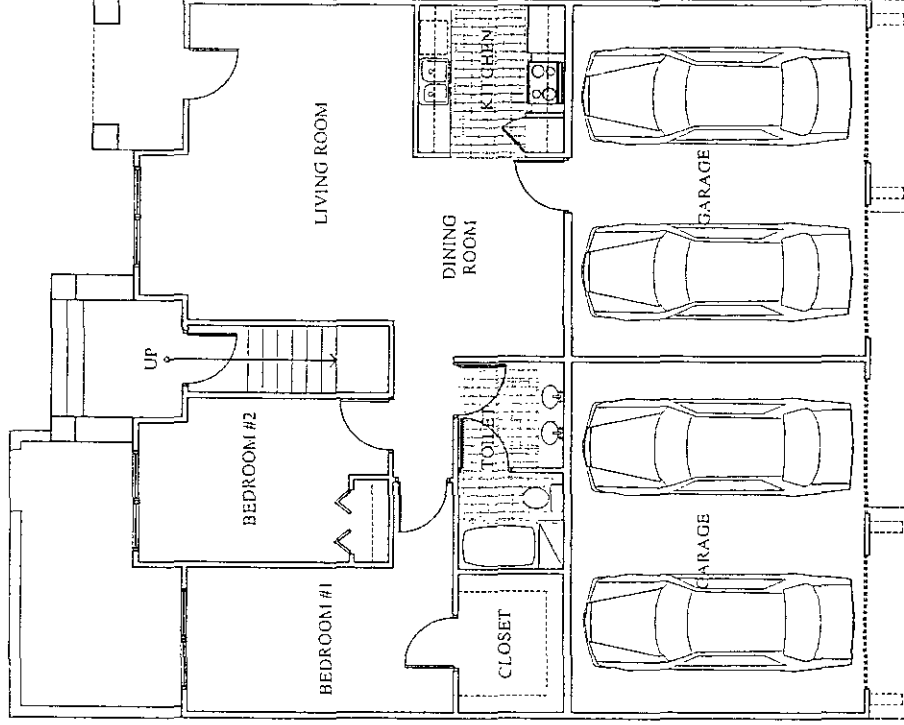 KITCHEN
LIVING ROOM
GARAGE
DINING
ROOM
UP
BEDROOM #2
TOILET
GARAGE
BEDROOM #1
CLOSET